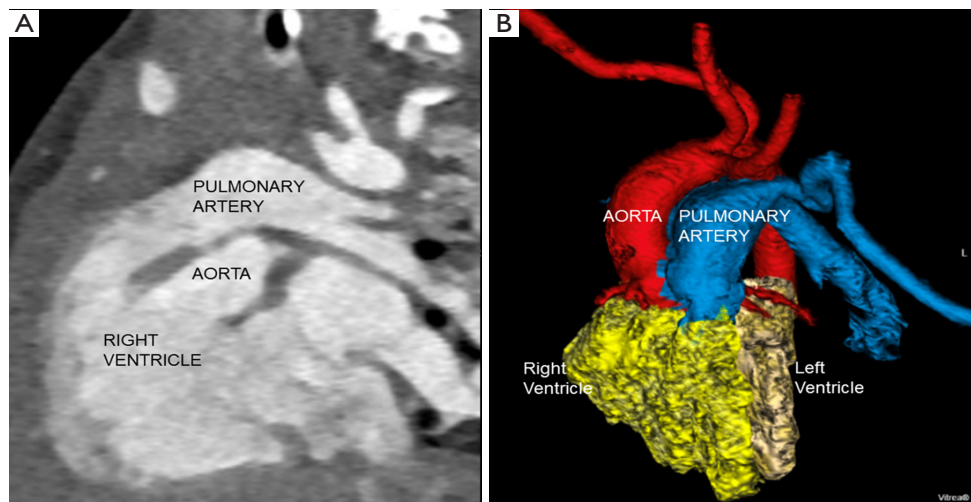 A
PULMONARY
ARTERY
AORTA
RIGHT
VENTRICLE
B
AORTA
PULMONARY
ARTERY
Right
Ventricle
Left
Ventricle
L
Vitrea®